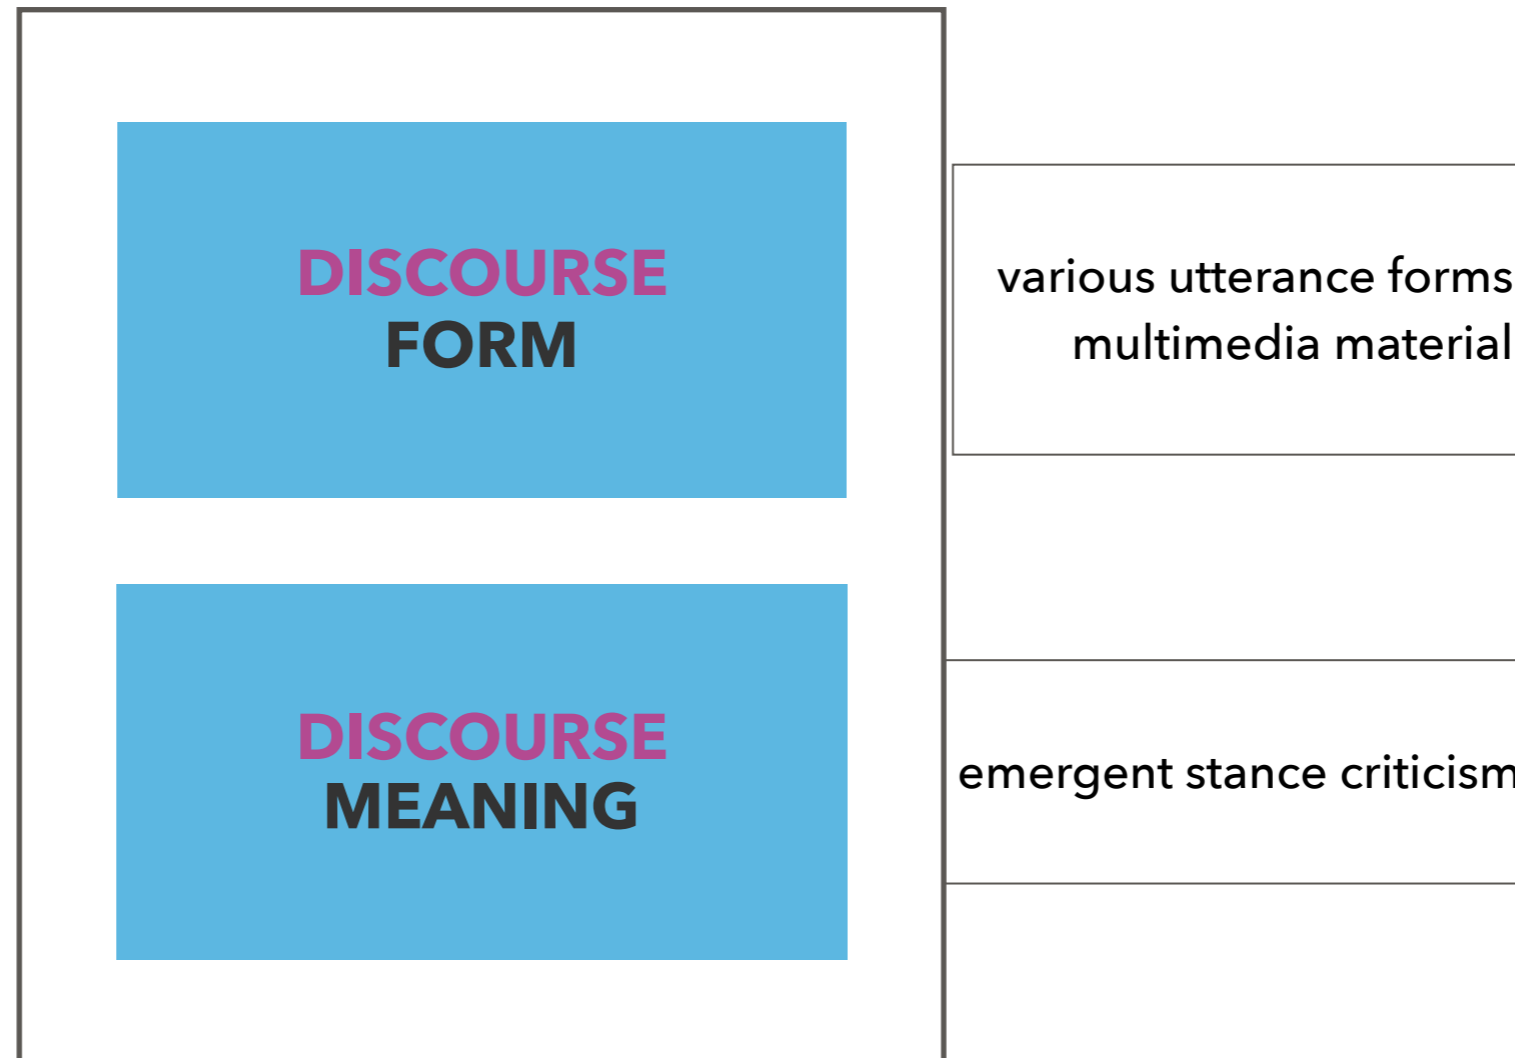 DISCOURSE
FORM
various utterance forms
multimedia material
DISCOURSE
MEANING
emergent stance criticism